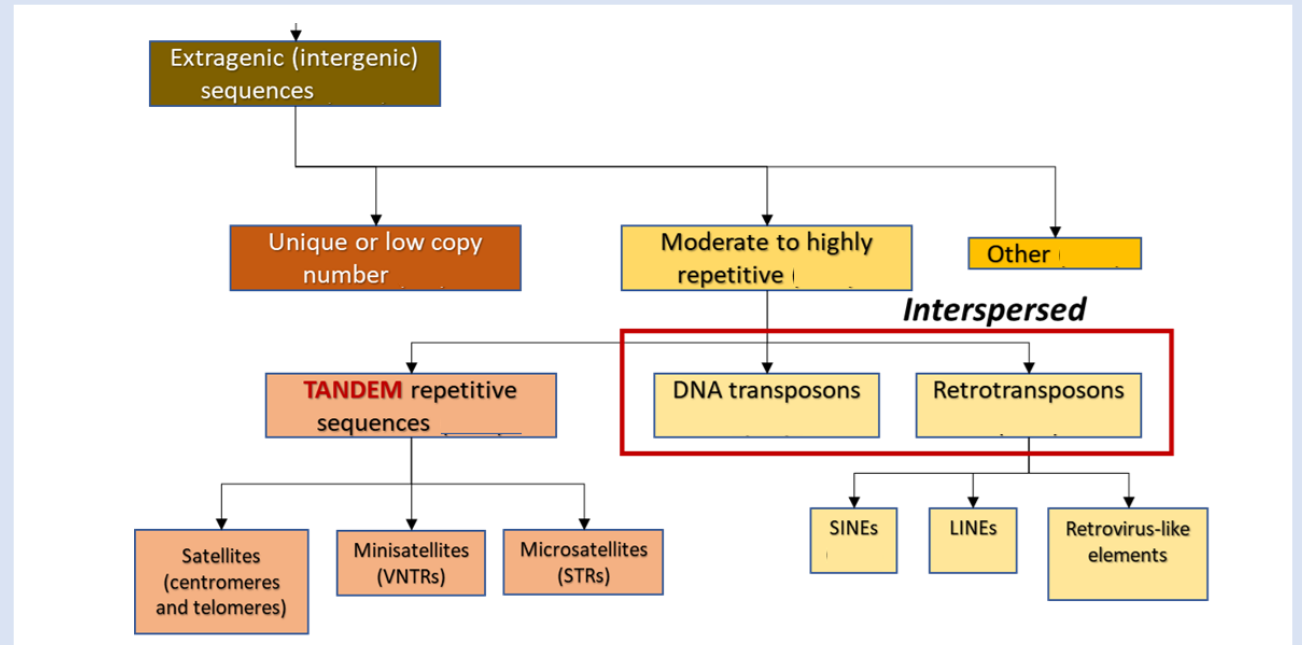 Extragenic (intergenic)
sequences
Unique or low copy
number
Moderate to highly
repetitive (
Other (
Interspersed
TANDEM repetitive
sequences
DNA transposons
Retrotransposons
Satellites
(centromeres
and telomeres)
Minisatellites
(VNTRs)
Microsatellites
(STRs)
SINEs
LINEs
Retrovirus-like
elements